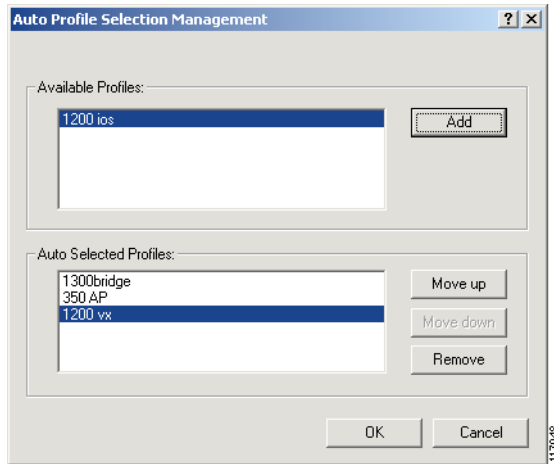 Auto Profile Selection Management
? ×
Available Profiles:
1200 ios
Add
Auto Selected Profiles:
1300bridge
350 AP
1200 vx
Move up
Move down
Remove
OK
Cancel